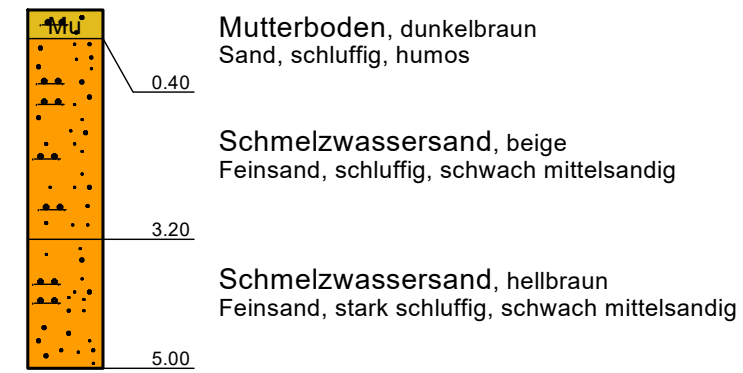 Mu
Mutterboden, dunkelbraun
Sand, schluffig, humos
0.40
Schmelzwassersand, beige
Feinsand, schluffig, schwach mittelsandig
3.20
Schmelzwassersand, hellbraun
Feinsand, stark schluffig, schwach mittelsandig
5.00